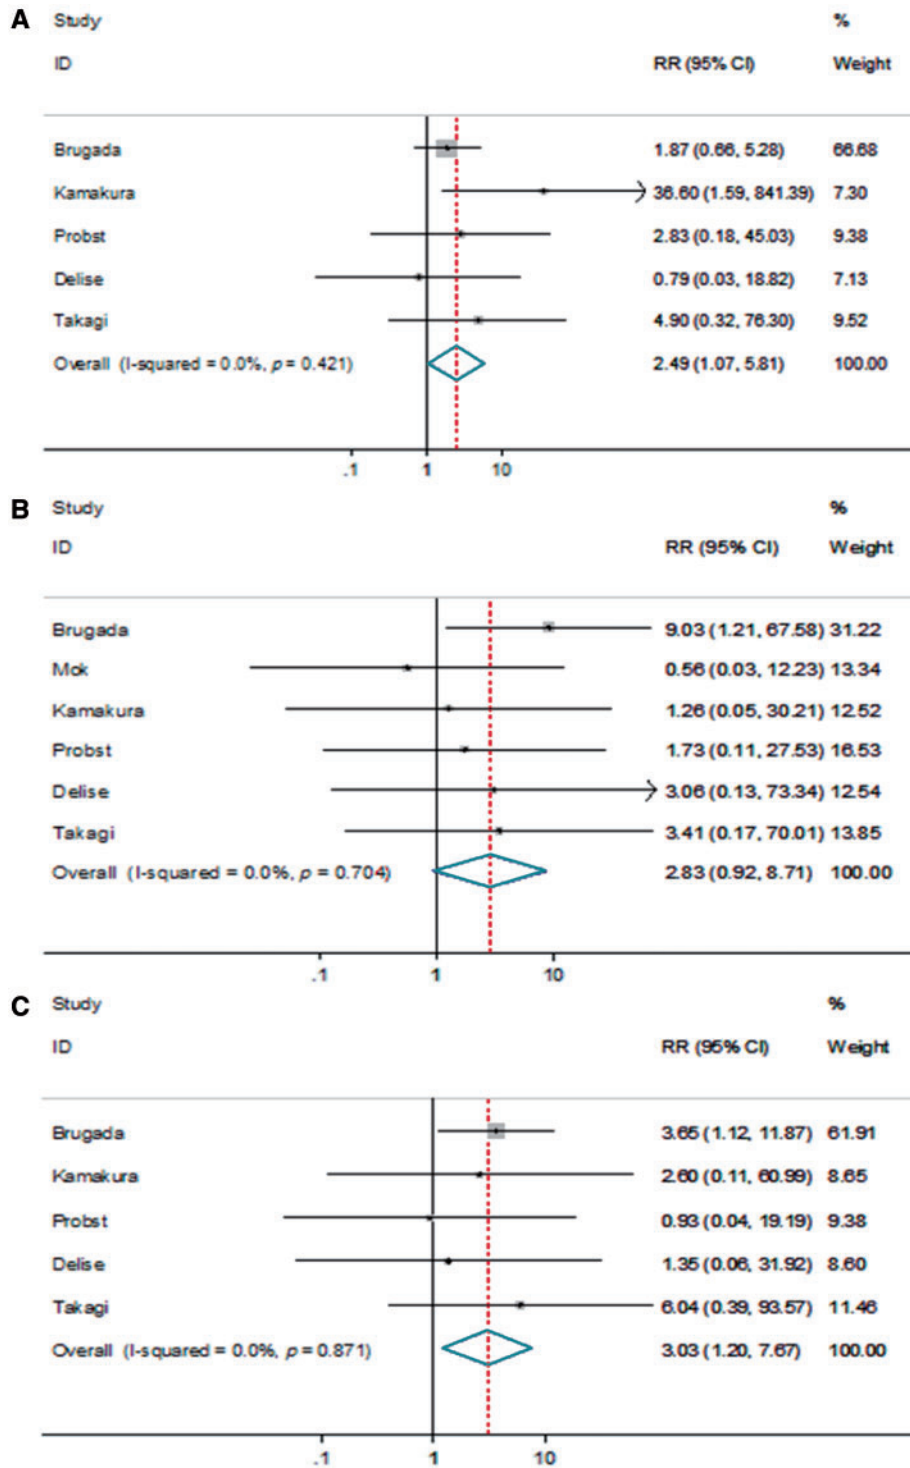 A Study %
ID RR (95% CI) Weight
Brugada 1.87 (0.66, 5.28) 66.68
Kamakura 36.60 (1.59, 841.39) 7.30
Probst 2.83 (0.18, 45.03) 9.38
Delise 0.79 (0.03, 18.82) 7.13
Takagi 4.90 (0.32, 76.30) 9.52
Overall (I-squared = 0.0%, p = 0.421) 2.49 (1.07, 5.81) 100.00
.1 1 10
B Study %
ID RR (95% CI) Weight
Brugada 9.03 (1.21, 67.58) 31.22
Mok 0.56 (0.03, 12.23) 13.34
Kamakura 1.26 (0.05, 30.21) 12.52
Probst 1.73 (0.11, 27.53) 16.53
Delise 3.06 (0.13, 73.34) 12.54
Takagi 3.41 (0.17, 70.01) 13.85
Overall (I-squared = 0.0%, p = 0.704) 2.83 (0.92, 8.71) 100.00
.1 1 10
C Study %
ID RR (95% CI) Weight
Brugada 3.65 (1.12, 11.87) 61.91
Kamakura 2.60 (0.11, 60.99) 8.65
Probst 0.93 (0.04, 19.19) 9.38
Delise 1.35 (0.06, 31.92) 8.60
Takagi 6.04 (0.39, 93.57) 11.46
Overall (I-squared = 0.0%, p = 0.871) 3.03 (1.20, 7.67) 100.00
.1 1 10